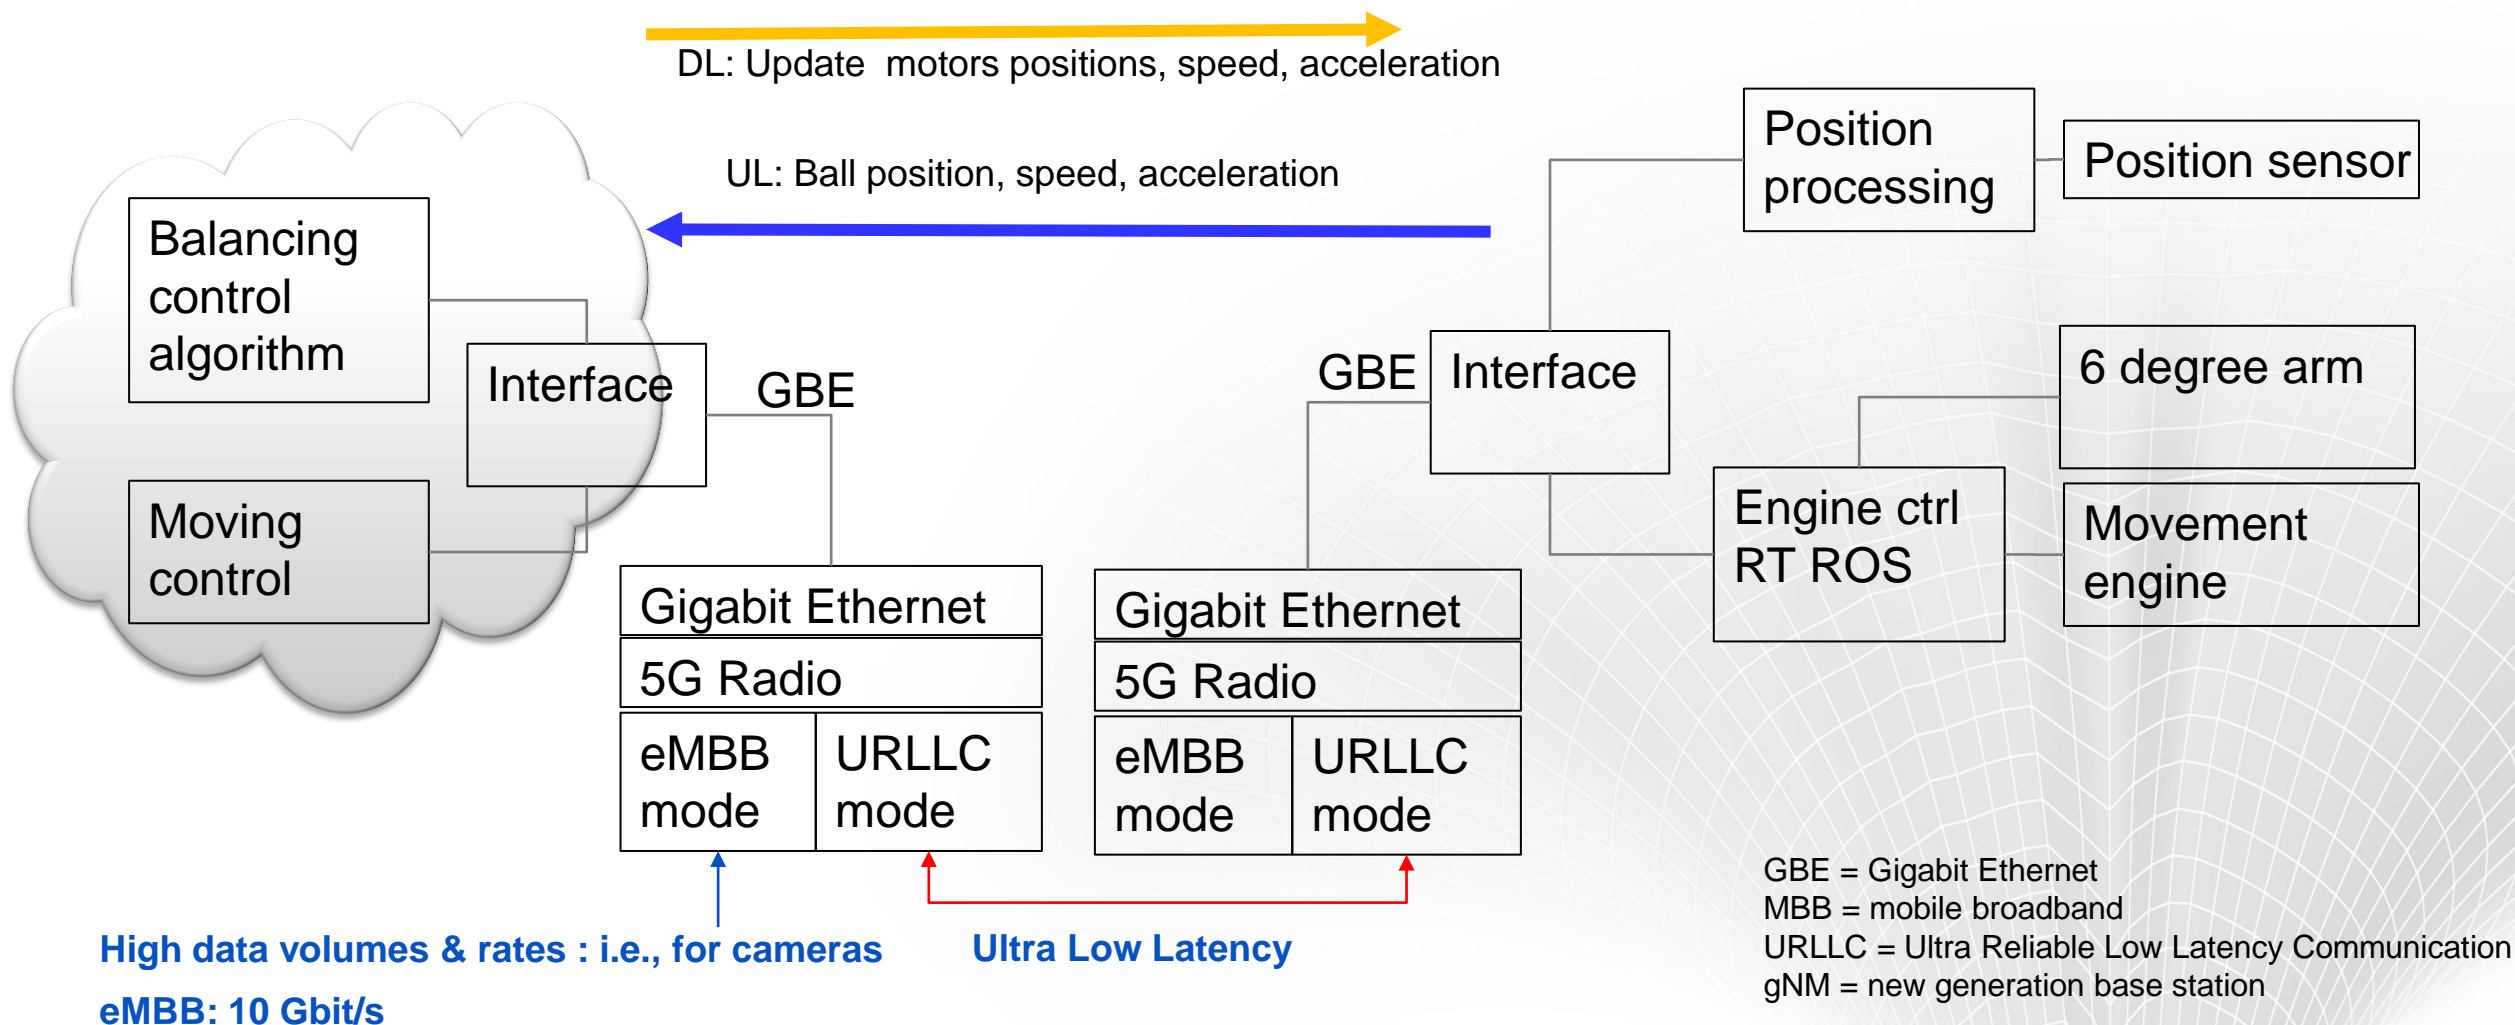 DL: Update  motors positions, speed, acceleration
UL: Ball position, speed, acceleration
Balancing
control
algorithm
Moving
control
Interface
GBE
Gigabit Ethernet
5G Radio
eMBB
mode
URLLC
mode
GBE
Interface
Gigabit Ethernet
5G Radio
eMBB
mode
URLLC
mode
Position
processing
Position sensor
6 degree arm
Engine ctrl
RT ROS
Movement
engine
High data volumes & rates : i.e., for cameras
eMBB: 10 Gbit/s
Ultra Low Latency
GBE = Gigabit Ethernet
MBB = mobile broadband
URLLC = Ultra Reliable Low Latency Communication
gNM = new generation base station